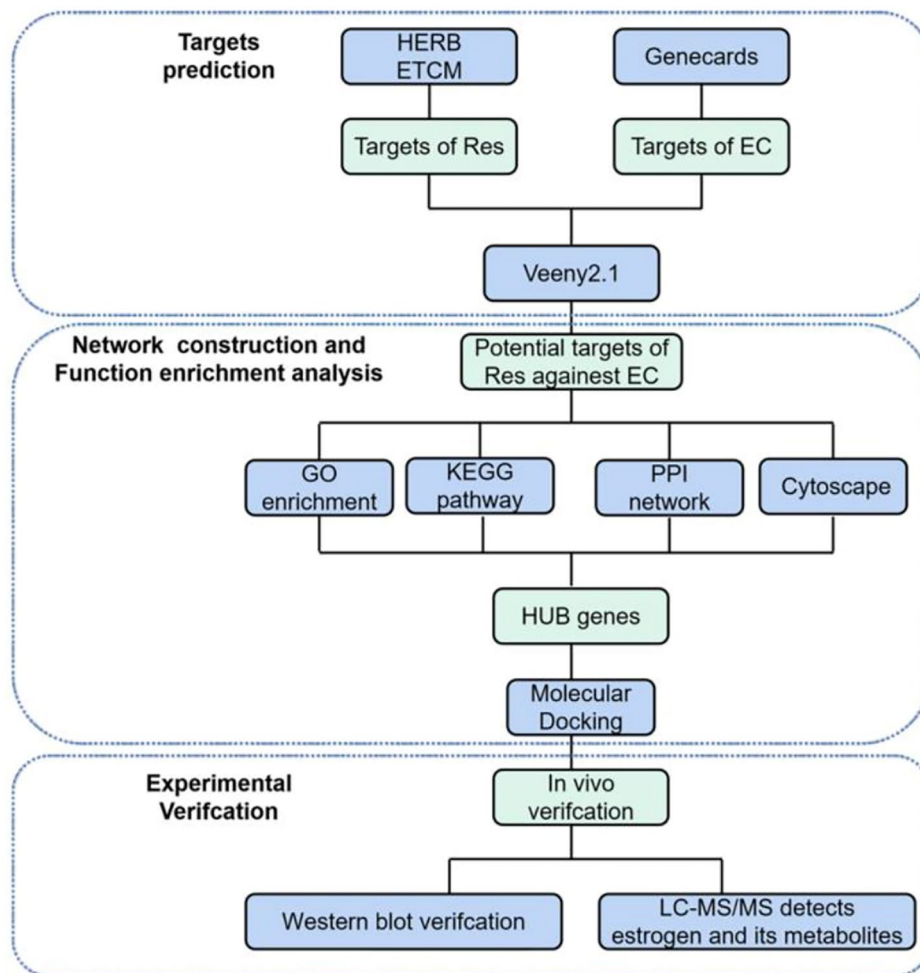 Targets
prediction
HERB
ETCM
Genecards
Targets of Res
Targets of EC
Veeny2.1
Network construction and
Function enrichment analysis
Potential targets of
Res againest EC
GO
enrichment
KEGG
pathway
PPI
network
Cytoscape
HUB genes
Molecular
Docking
Experimental
Verifcation
In vivo
verifcation
Western blot verifcation
LC-MS/MS detects
estrogen and its metabolites